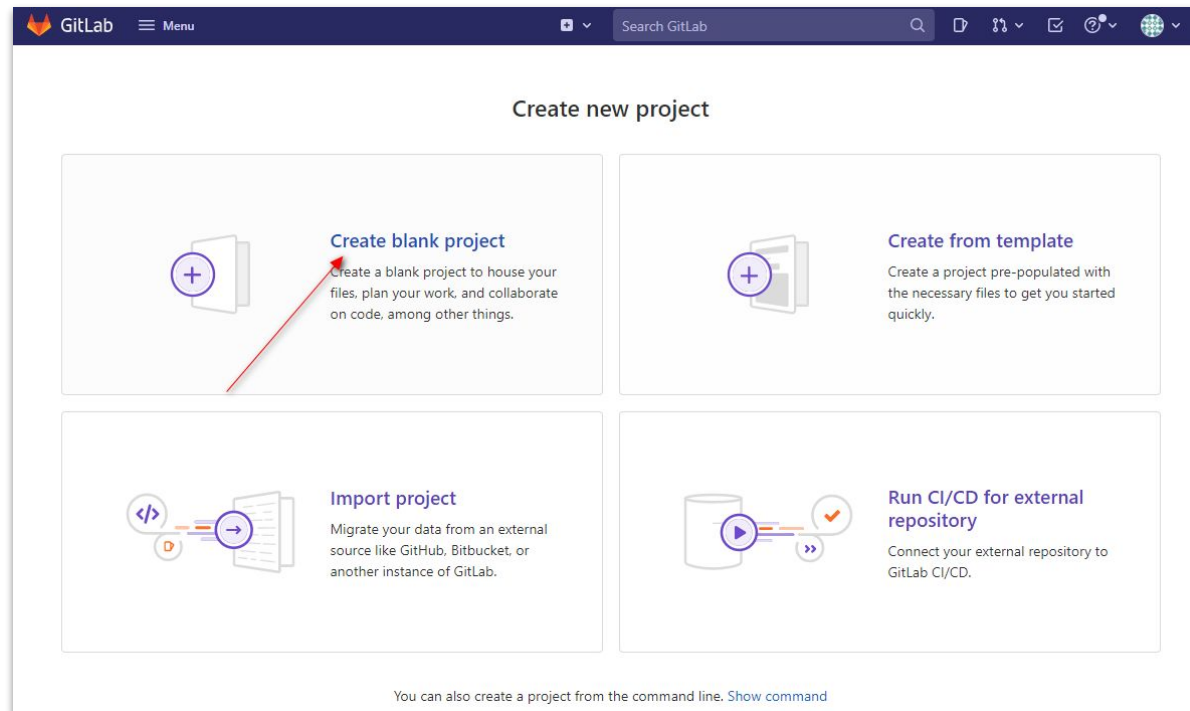 GitLab Menu Search GitLab
Create new project
Create blank project
Create a blank project to house your
files, plan your work, and collaborate
on code, among other things.
Create from template
Create a project pre-populated with
the necessary files to get you started
quickly.
Import project
Migrate your data from an external
source like GitHub, Bitbucket, or
another instance of GitLab.
Run CI/CD for external
repository
Connect your external repository to
GitLab CI/CD.
You can also create a project from the command line. Show command